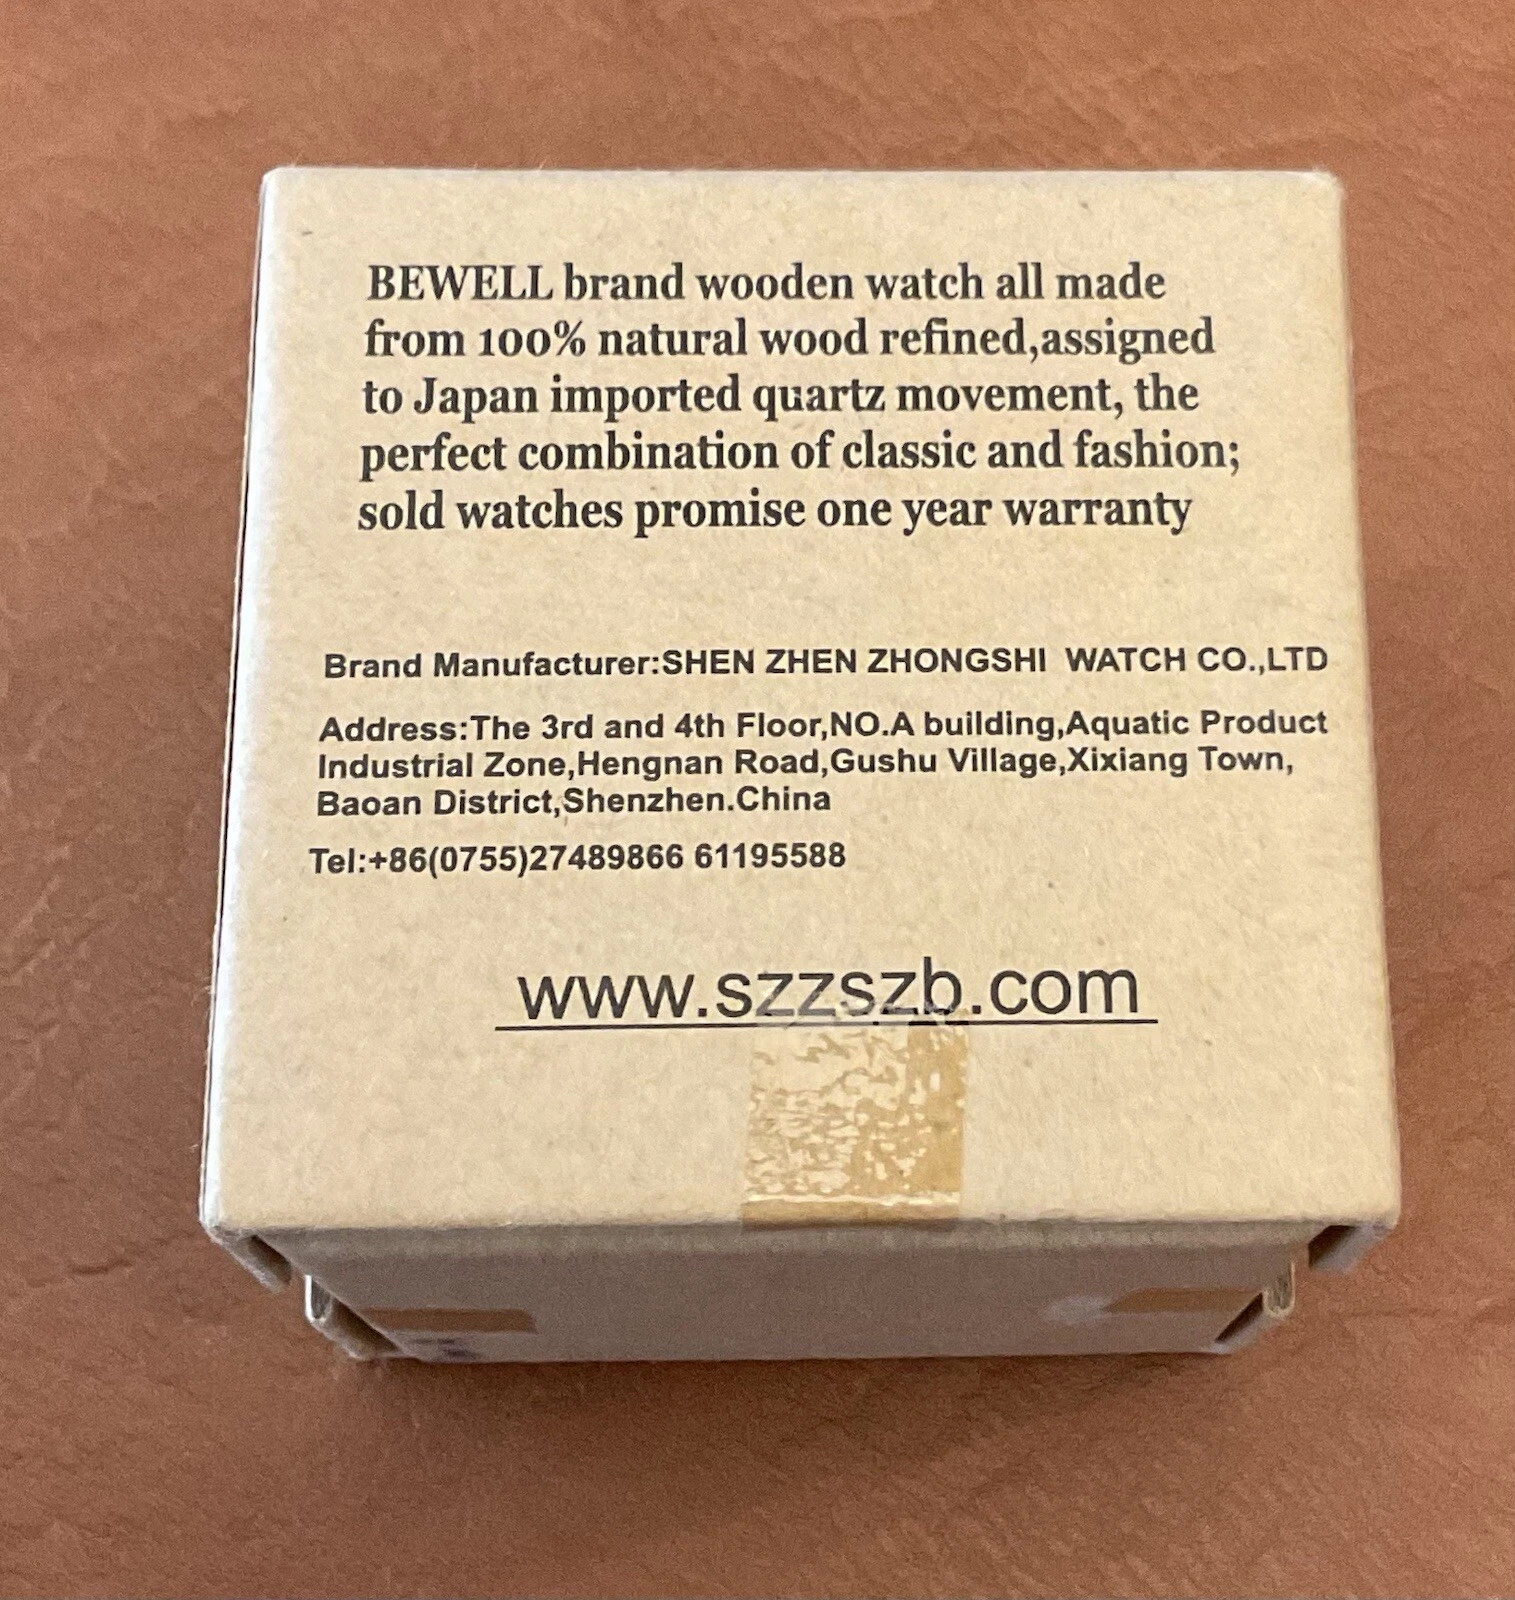 BEWELL brand wooden watch all made
from 100% natural wood refined,assigned
to Japan imported quartz movement, the
perfect combination of classic and fashion;
sold watches promise one year warranty
Brand Manufacturer:SHEN ZHEN ZHONGSHI WATCH CO.,LTD
Address:The 3rd and 4th Floor,NO.A building,Aquatic Product
Industrial Zone,Hengnan Road,Gushu Village,Xixiang Town,
Baoan District,Shenzhen.China
Tel:+86(0755)27489866 61195588
www.szzszb.com